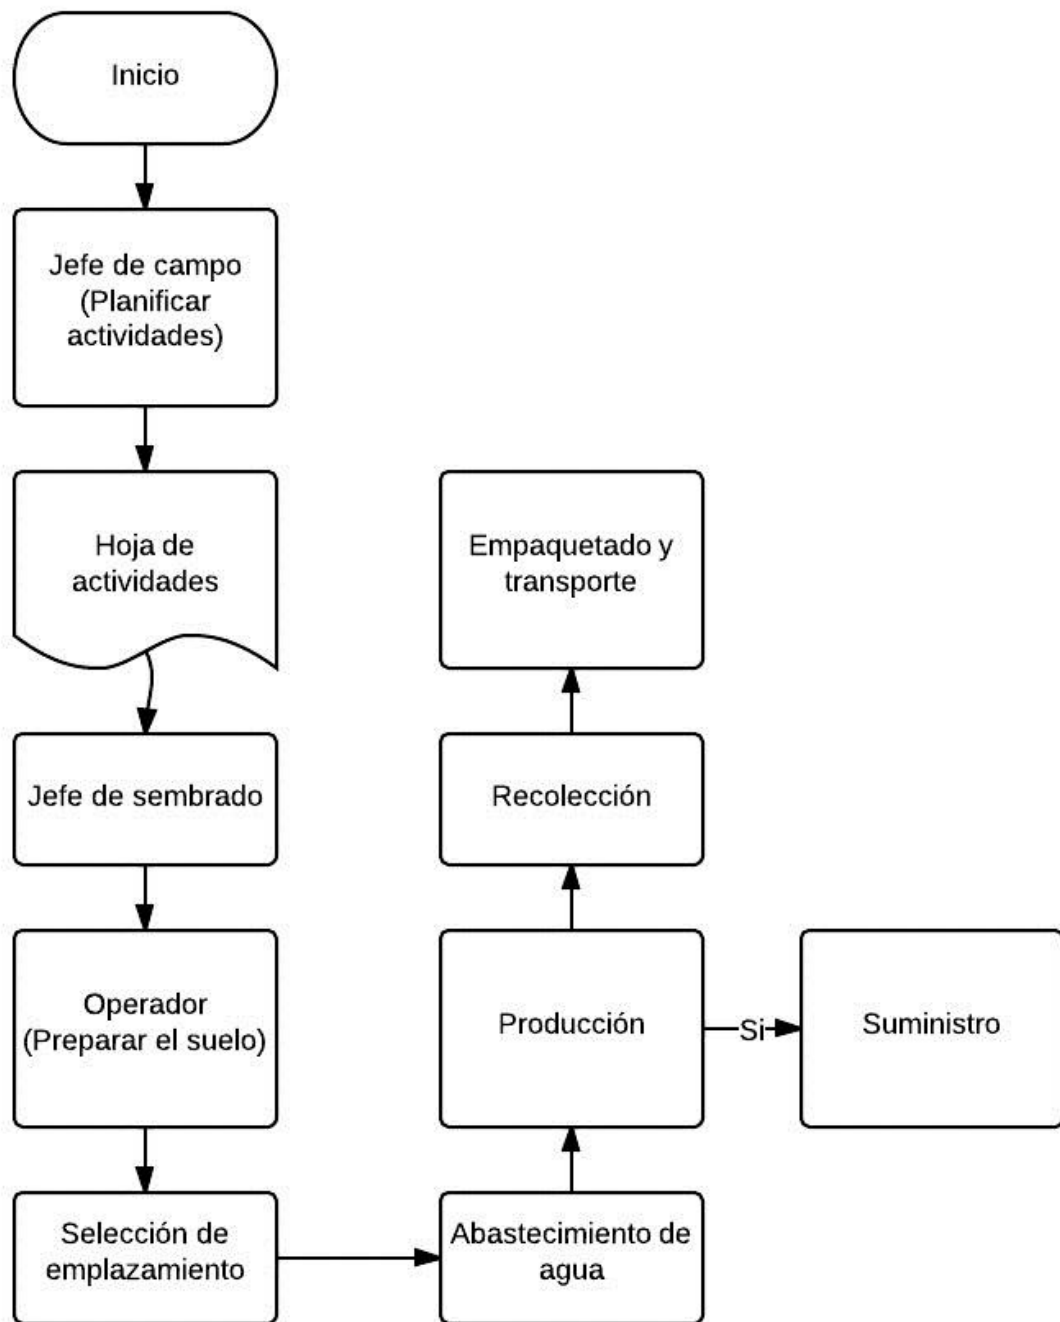 Inicio
Jefe de campo
(Planificar
actividades)
Hoja de
actividades
Jefe de sembrado
Operador
(Preparar el suelo)
Selección de
emplazamiento
Abastecimiento de
agua
Producción
Si
Suministro
Recolección
Empaquetado y
transporte